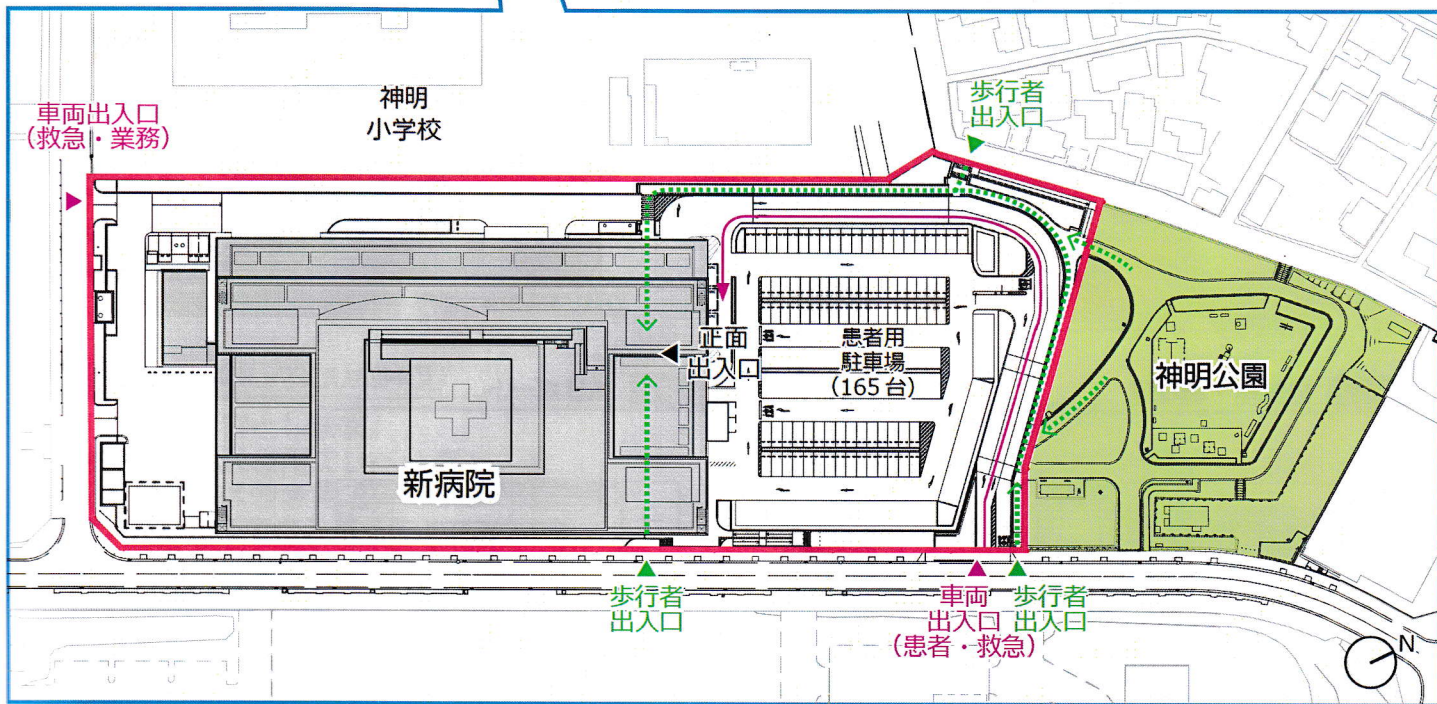 神明
小学校
車両出入口
(救急・業務)
歩行者
出入口
正面
出入口
患者用
駐車場
(165 台)
神明公園
新病院
歩行者
出入口
車両
出入口
(患者・救急)
歩行者
出入口
N